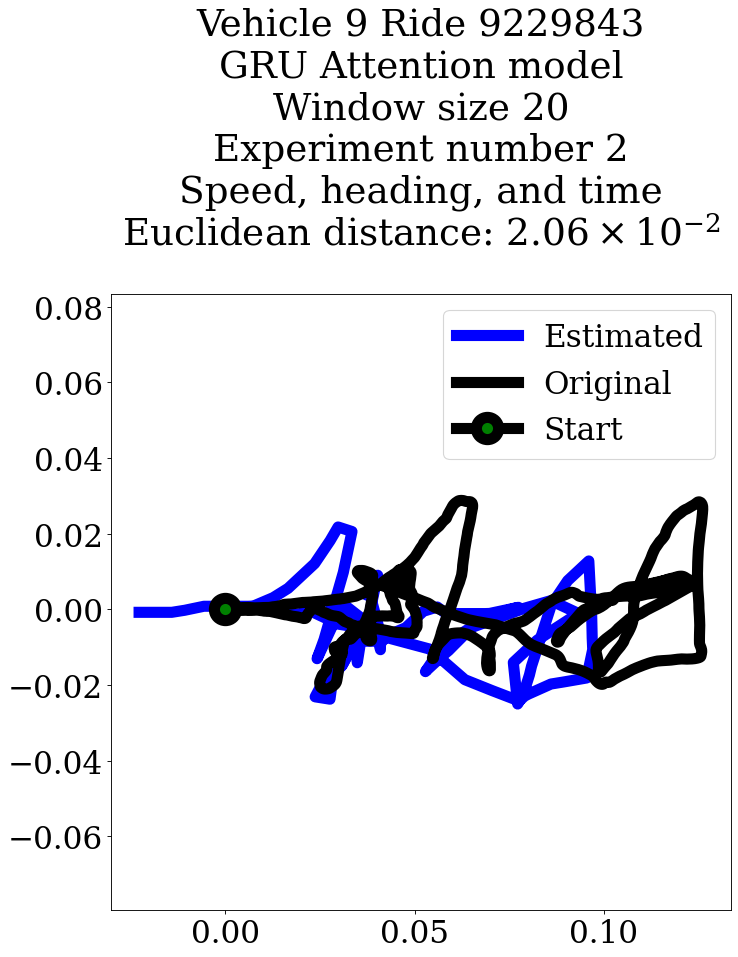 Vehicle 9 Ride 9229843
GRU Attention model
Window size 20
Experiment number 2
Speed, heading, and time
Euclidean distance: 2.06 × 10⁻²
Estimated
Original
Start
0.08
0.06
0.04
0.02
0.00
−0.02
−0.04
−0.06
0.00 0.05 0.10